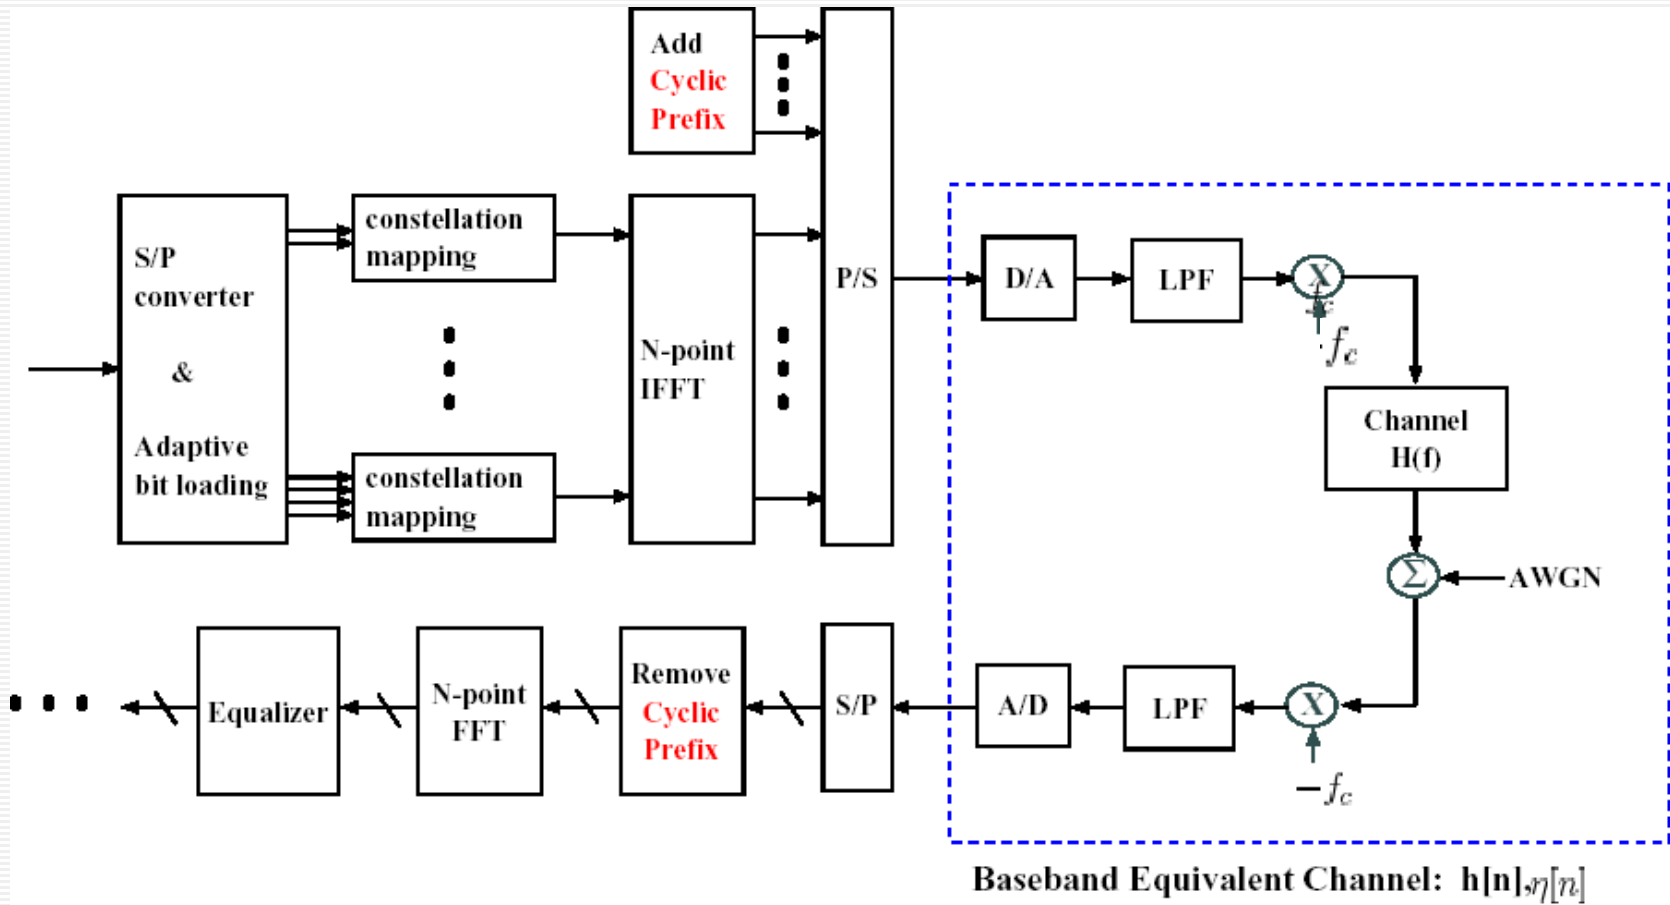 Add
Cyclic
Prefix
S/P
converter
&
Adaptive
bit loading
constellation
mapping
constellation
mapping
N-point
IFFT
P/S
D/A
LPF
X
fc
fc
Channel
H(f)
Σ
AWGN
X
−fc
LPF
A/D
S/P
Remove
Cyclic
Prefix
N-point
FFT
Equalizer
Baseband Equivalent Channel: h[n],η[n]